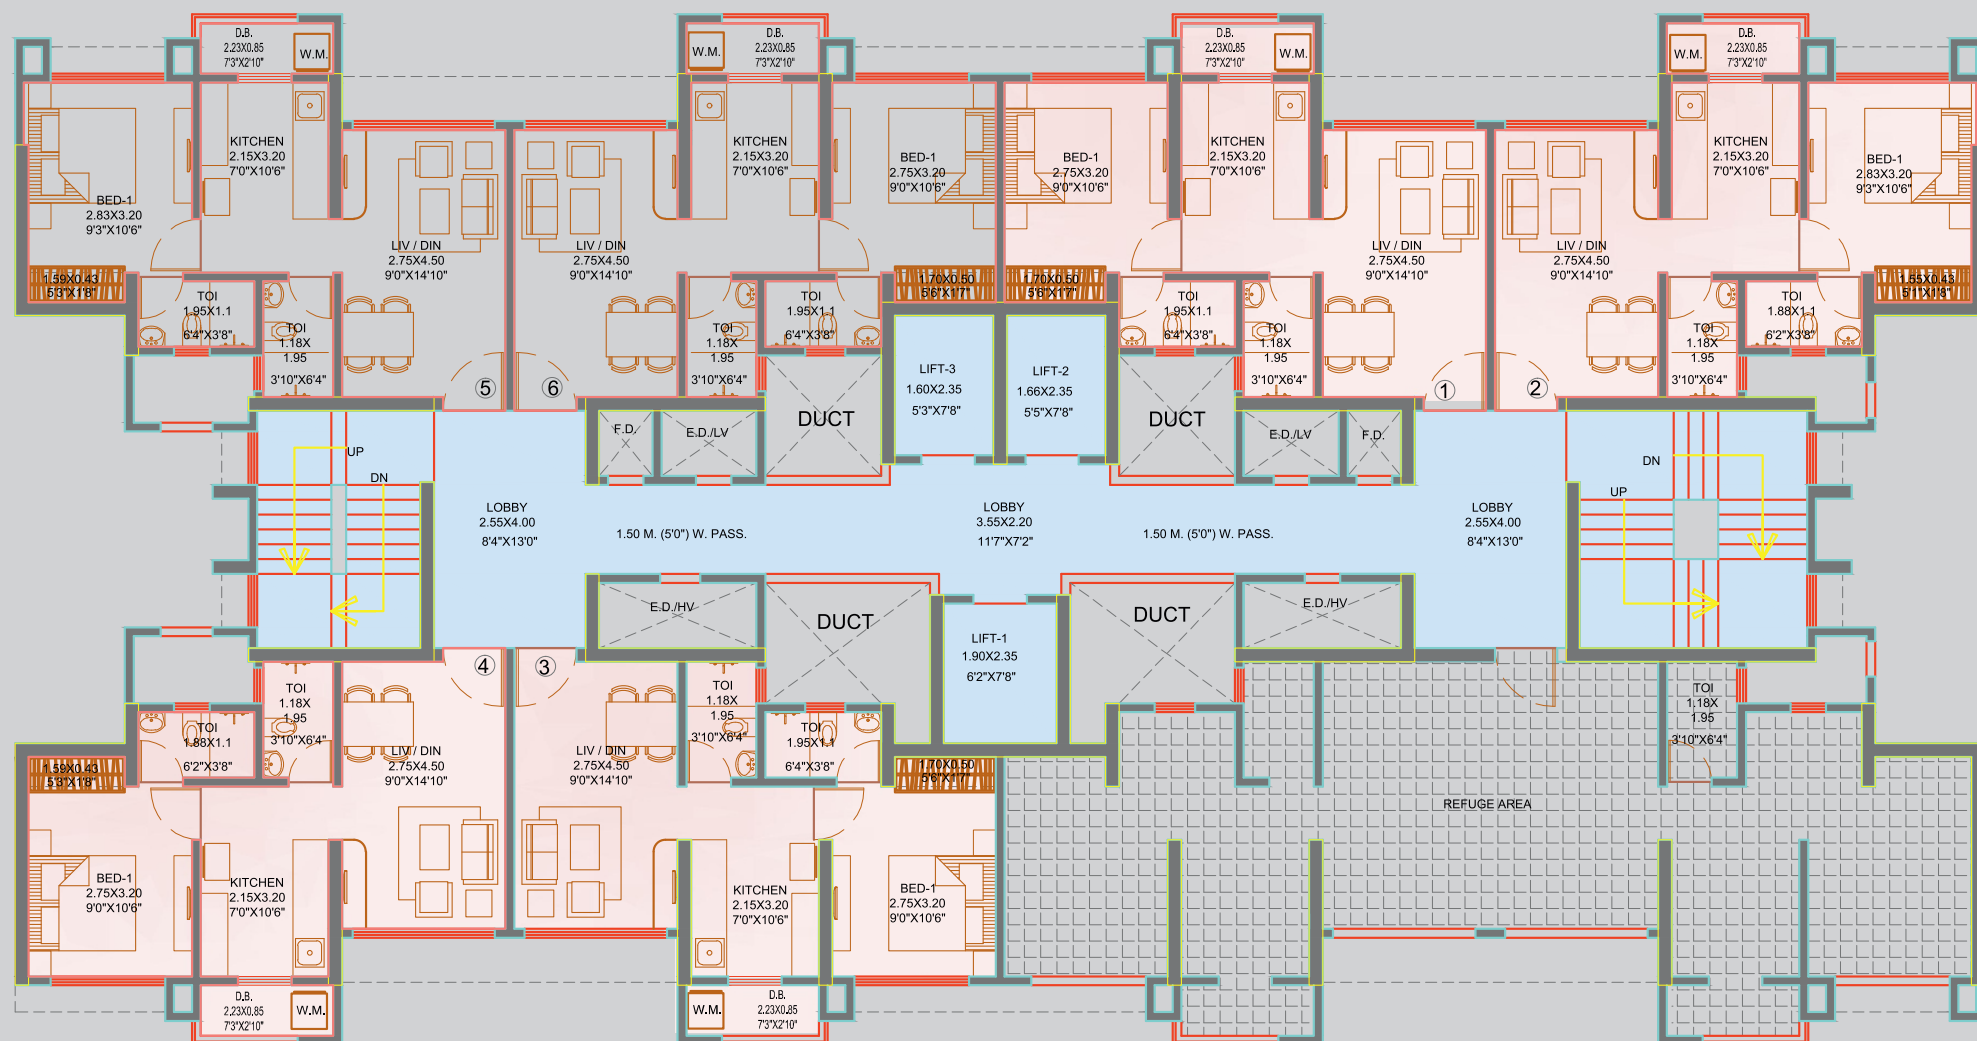 D.B.
2.23X0.85
7'3"X2'10"
W.M.
KITCHEN
2.15X3.20
7'0"X10'6"
BED-1
2.83X3.20
9'3"X10'6"
1.59X0.43
5'3"X1'8"
TOI
1.95X1.1
6'4"X3'8"
TOI
1.18X
1.95
3'10"X6'4"
LIV / DIN
2.75X4.50
9'0"X14'10"
5
LIV / DIN
2.75X4.50
9'0"X14'10"
6
W.M.
D.B.
2.23X0.85
7'3"X2'10"
KITCHEN
2.15X3.20
7'0"X10'6"
BED-1
2.75X3.20
9'0"X10'6"
1.70X0.50
5'6"X1'7"
TOI
1.18X
1.95
3'10"X6'4"
TOI
1.95X1.1
6'4"X3'8"
BED-1
2.75X3.20
9'0"X10'6"
1.70X0.50
5'6"X1'7"
D.B.
2.23X0.85
7'3"X2'10"
W.M.
KITCHEN
2.15X3.20
7'0"X10'6"
TOI
1.95X1.1
6'4"X3'8"
TOI
1.18X
1.95
3'10"X6'4"
LIV / DIN
2.75X4.50
9'0"X14'10"
1
LIV / DIN
2.75X4.50
9'0"X14'10"
2
W.M.
D.B.
2.23X0.85
7'3"X2'10"
KITCHEN
2.15X3.20
7'0"X10'6"
BED-1
2.83X3.20
9'3"X10'6"
1.55X0.43
5'1"X1'8"
TOI
1.18X
1.95
3'10"X6'4"
TOI
1.88X1.1
6'2"X3'8"
UP
DN
LOBBY
2.55X4.00
8'4"X13'0"
F.D.
E.D./LV
DUCT
LIFT-3
1.60X2.35
5'3"X7'8"
LIFT-2
1.66X2.35
5'5"X7'8"
DUCT
E.D./LV
F.D.
1.50 M. (5'0") W. PASS.
LOBBY
3.55X2.20
11'7"X7'2"
1.50 M. (5'0") W. PASS.
LOBBY
2.55X4.00
8'4"X13'0"
DN
UP
E.D./HV
DUCT
LIFT-1
1.90X2.35
6'2"X7'8"
DUCT
E.D./HV
4
3
TOI
1.18X
1.95
3'10"X6'4"
TOI
1.88X1.1
6'2"X3'8"
1.59X0.43
5'3"X1'8"
BED-1
2.75X3.20
9'0"X10'6"
KITCHEN
2.15X3.20
7'0"X10'6"
D.B.
2.23X0.85
7'3"X2'10"
W.M.
LIV / DIN
2.75X4.50
9'0"X14'10"
LIV / DIN
2.75X4.50
9'0"X14'10"
TOI
1.18X
1.95
3'10"X6'4"
TOI
1.95X1.1
6'4"X3'8"
1.70X0.50
5'6"X1'7"
KITCHEN
2.15X3.20
7'0"X10'6"
BED-1
2.75X3.20
9'0"X10'6"
W.M.
D.B.
2.23X0.85
7'3"X2'10"
TOI
1.18X
1.95
3'10"X6'4"
REFUGE AREA